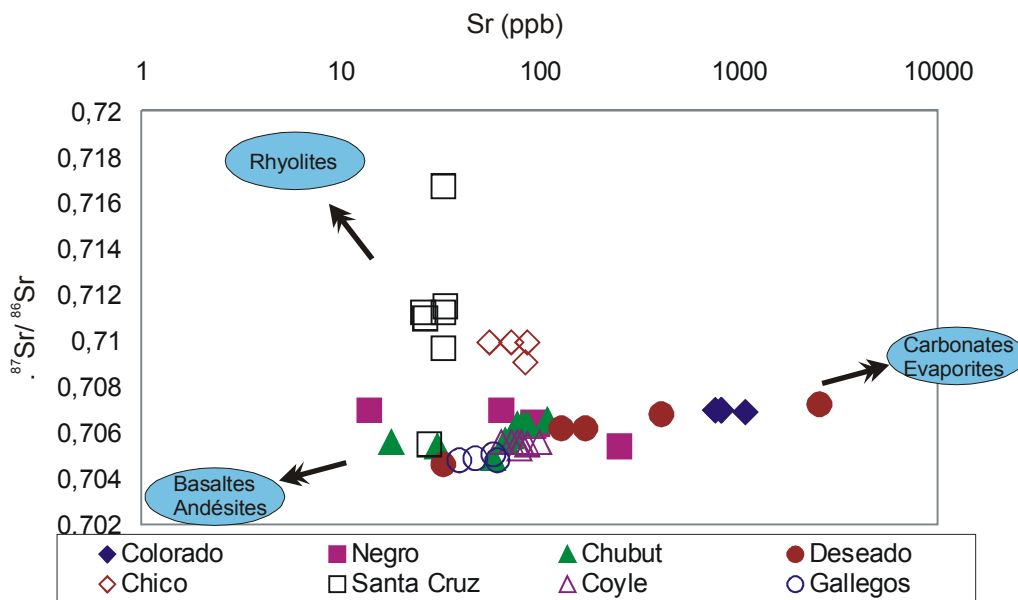 Sr (ppb)
1 10 100 1000 10000
0,72
0,718
0,716
0,714
0,712
0,71
0,708
0,706
0,704
0,702
. 87Sr/ 86Sr
Rhyolites
Carbonates
Evaporites
Basaltes
Andésites
Colorado Negro Chubut Deseado
Chico Santa Cruz Coyle Gallegos